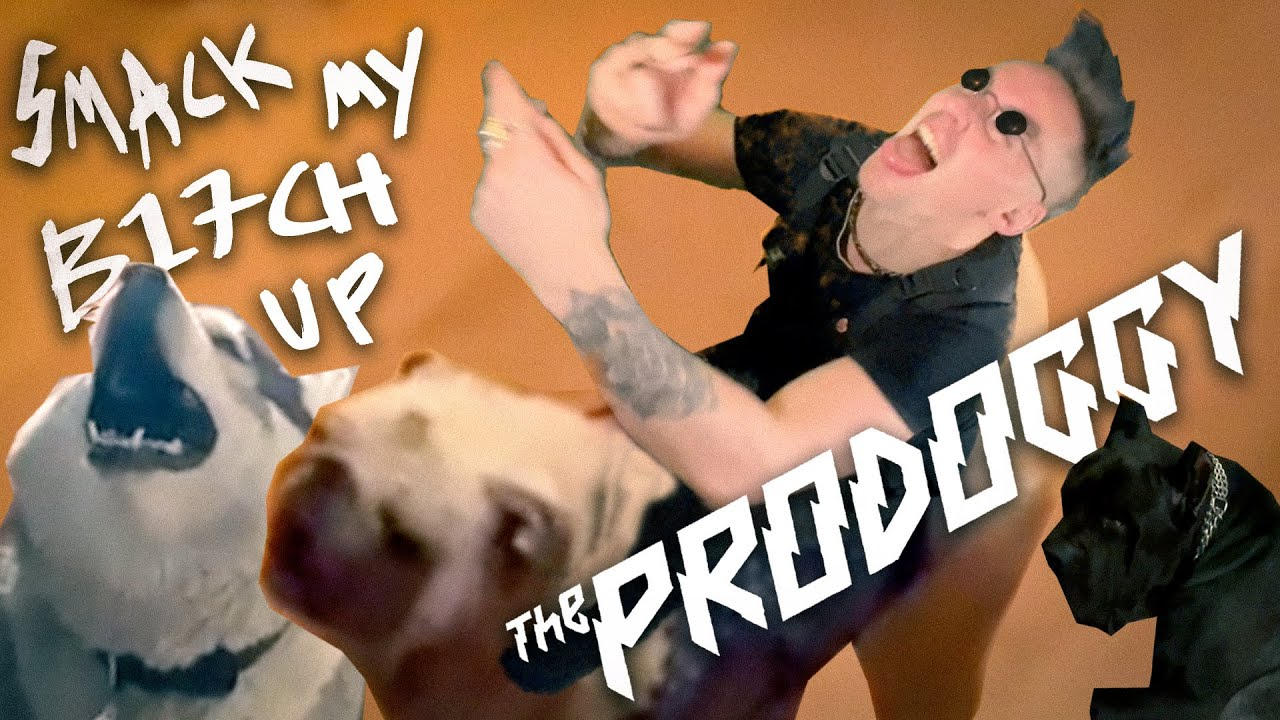 SMACK MY
B17CH
UP
The PRODOGGY